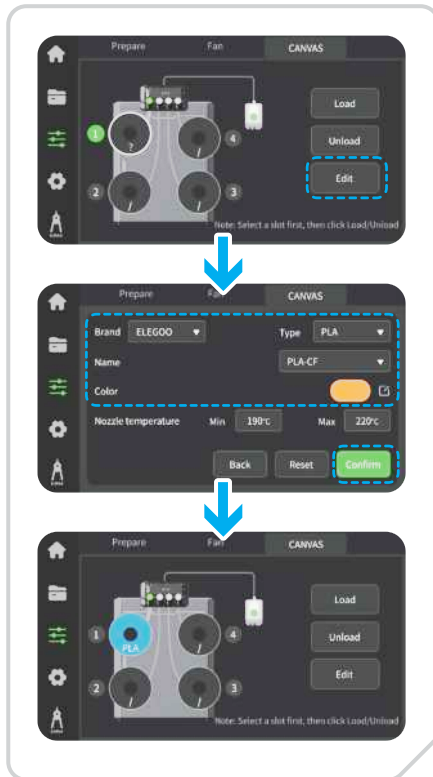 Prepare Fan CANVAS
Load
1 ? / 4
Unload
Edit
2 / / 3
Note: Select a slot first, then click Load/Unload
Prepare Fan CANVAS
Brand ELEGOO Type PLA
Name PLA-CF
Color
Nozzle temperature Min 190℃ Max 220℃
Back Reset Confirm
Prepare Fan CANVAS
Load
1 PLA / 4
Unload
Edit
2 / / 3
Note: Select a slot first, then click Load/Unload